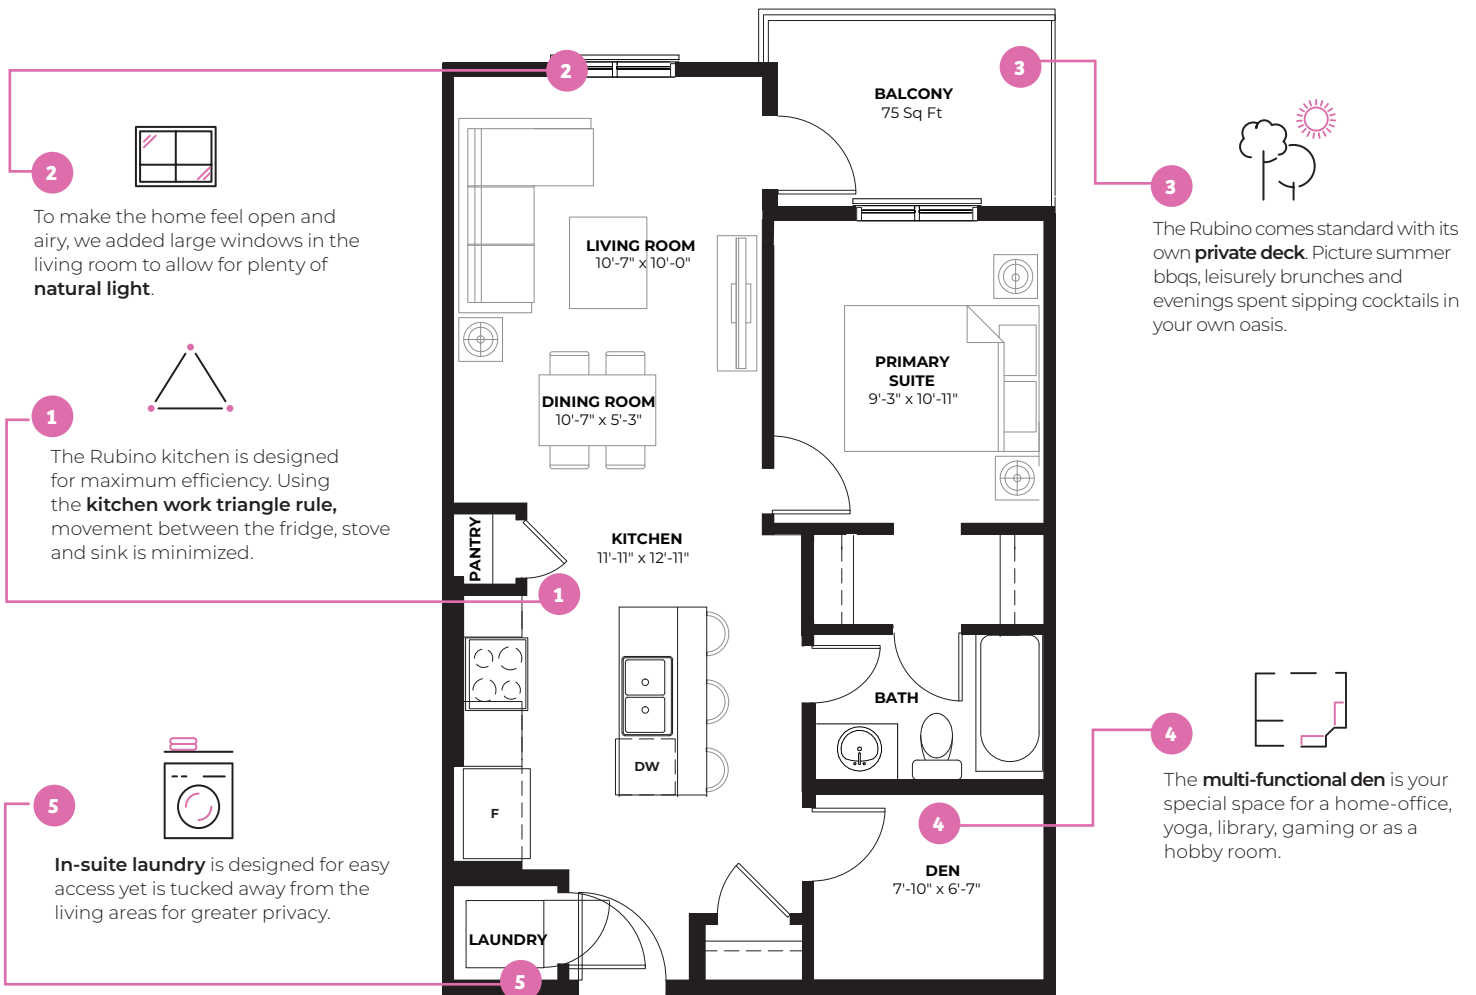 2
To make the home feel open and
airy, we added large windows in the
living room to allow for plenty of
natural light.
1
The Rubino kitchen is designed
for maximum efficiency. Using
the kitchen work triangle rule,
movement between the fridge, stove
and sink is minimized.
5
In-suite laundry is designed for easy
access yet is tucked away from the
living areas for greater privacy.
2
3
BALCONY
75 Sq Ft
LIVING ROOM
10'-7" x 10'-0"
PRIMARY
SUITE
9'-3" x 10'-11"
DINING ROOM
10'-7" x 5'-3"
PANTRY
KITCHEN
11'-11" x 12'-11"
1
BATH
DW
F
4
DEN
7'-10" x 6'-7"
LAUNDRY
5
3
The Rubino comes standard with its
own private deck. Picture summer
bbqs, leisurely brunches and
evenings spent sipping cocktails in
your own oasis.
4
The multi-functional den is your
special space for a home-office,
yoga, library, gaming or as a
hobby room.